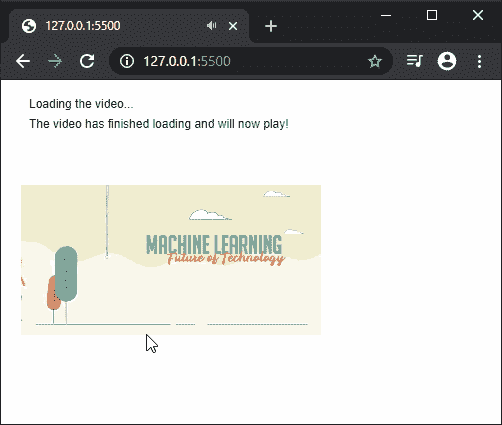 127.0.0.1:5500
127.0.0.1:5500
Loading the video...
The video has finished loading and will now play!
MACHINE LEARNING
Future of Technology